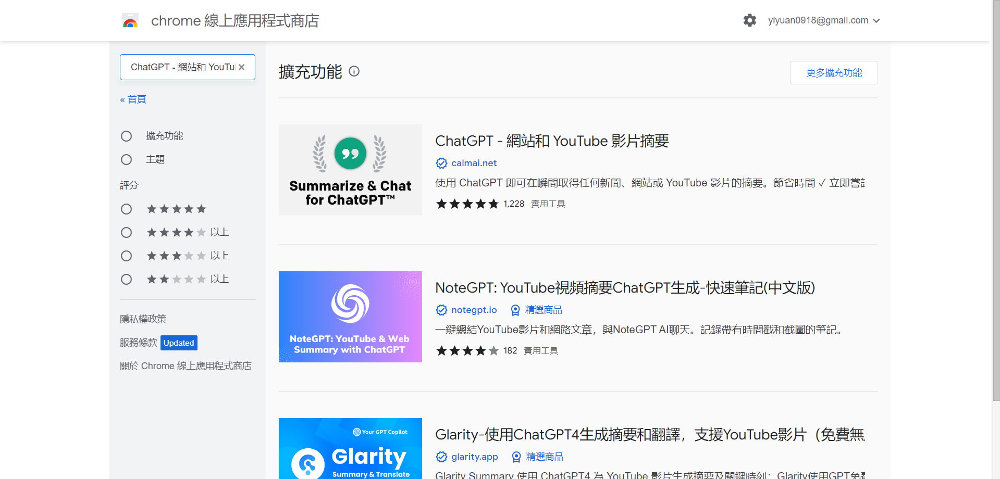 chrome 線上應用程式商店
yiyuan0918@gmail.com
ChatGPT - 網站和 YouTu
« 首頁
擴充功能
主題
評分
以上
以上
以上
隱私權政策
服務條款 Updated
關於 Chrome 線上應用程式商店
擴充功能
更多擴充功能
Summarize & Chat
for ChatGPT™
ChatGPT - 網站和 YouTube 影片摘要
calmai.net
使用 ChatGPT 即可在瞬間取得任何新聞、網站或 YouTube 影片的摘要。節省時間 ✓ 立即嘗
1,228 實用工具
NoteGPT: YouTube & Web
Summary with ChatGPT
NoteGPT: YouTube視頻摘要ChatGPT生成-快速筆記(中文版)
notegpt.io 精選商品
一鍵總結YouTube影片和網路文章，與NoteGPT AI聊天。記錄帶有時間戳和截圖的筆記。
182 實用工具
Your GPT Copilot
Glarity
Summary & Translate
Glarity-使用ChatGPT4生成摘要和翻譯，支援YouTube影片（免費無
glarity.app 精選商品
Glarity Summary 使用 ChatGPT4 為 YouTube 影片生成摘要及關鍵時刻；Glarity使用GPT免